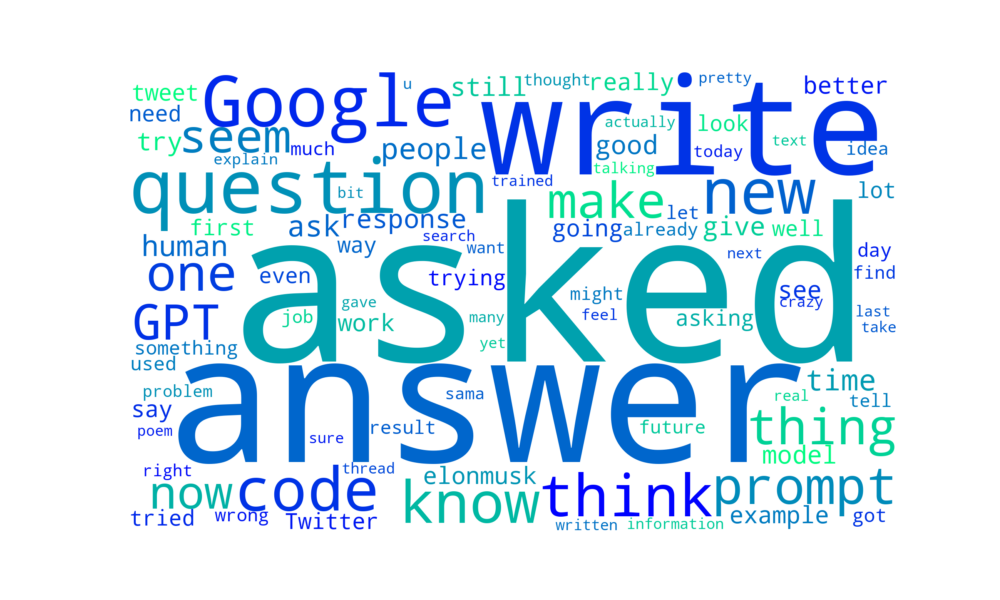 Google u still thought really pretty better
tweet write
need actually look
try seem much people good today text idea
explain talking
question bit trained make let new lot
first ask response going already give well
human way search want next day
one even trying might see find
crazy
asked
GPT job gave work many feel asking last
take
something yet
used answer time
problem sama real tell
say thing
poem sure result future
model
right thread elonmusk
now code know think prompt
tried wrong Twitter written information example got